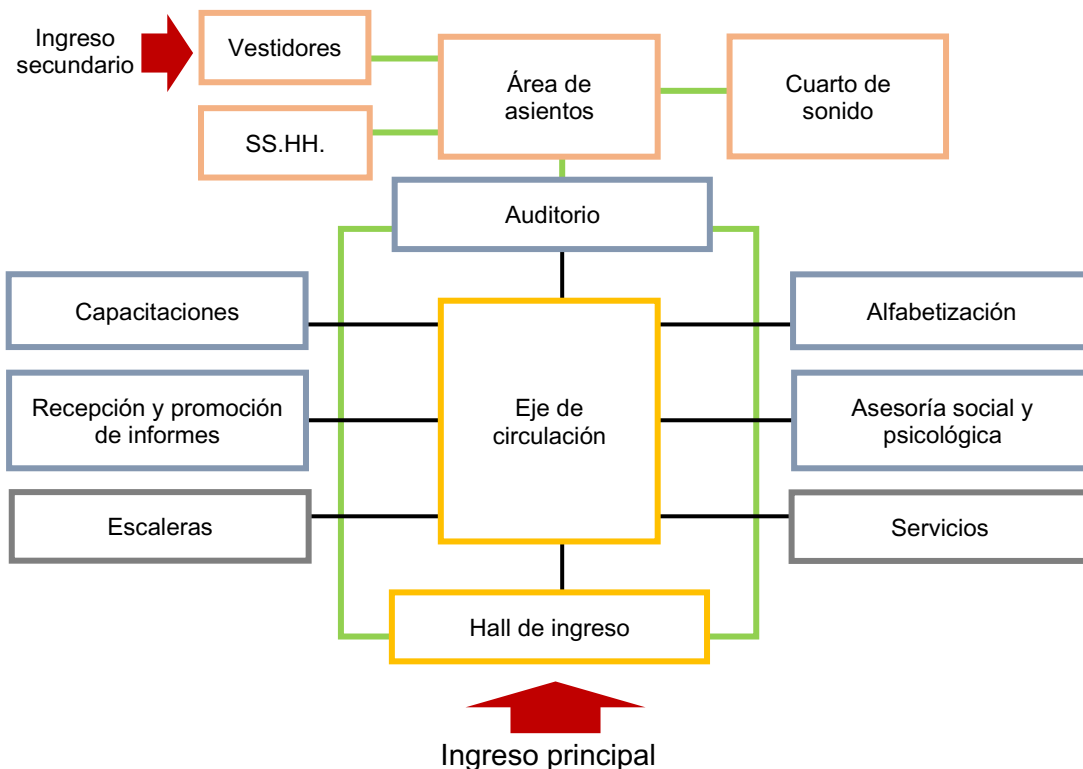 Ingreso
secundario
Vestidores
SS.HH.
Área de
asientos
Cuarto de
sonido
Auditorio
Capacitaciones
Recepción y promoción
de informes
Escaleras
Eje de
circulación
Alfabetización
Asesoría social y
psicológica
Servicios
Hall de ingreso
Ingreso principal